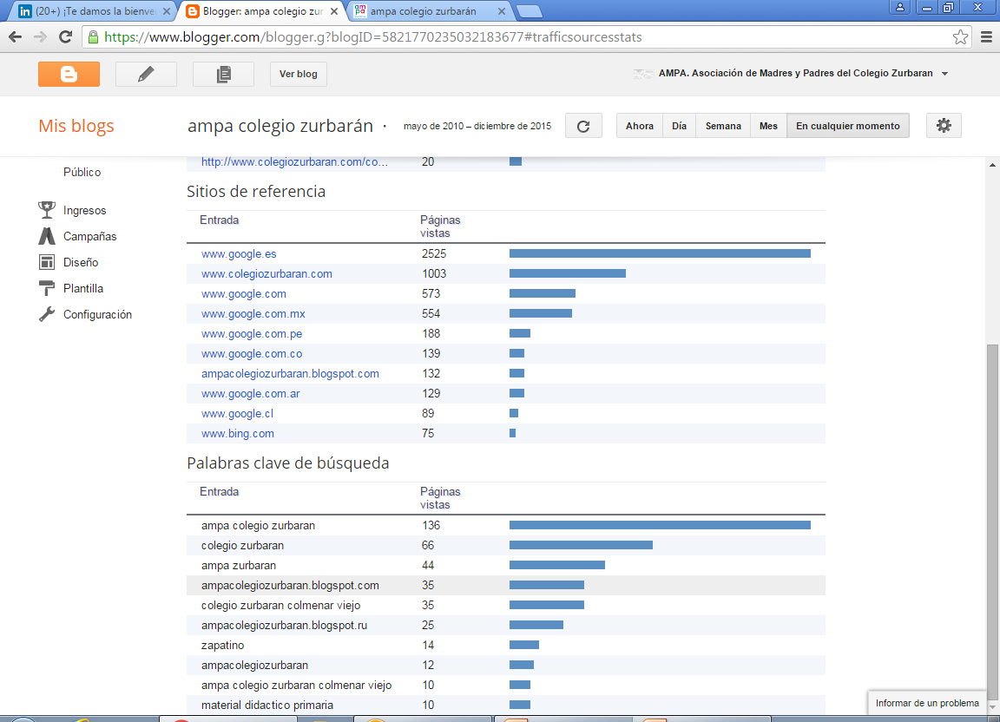 (20+) ¡Te damos la bienve
Blogger: ampa colegio zur
ampa colegio zurbarán
https://www.blogger.com/blogger.g?blogID=5821770235032183677#trafficsourcesstats
Ver blog
AMPA. Asociación de Madres y Padres del Colegio Zurbaran
Mis blogs
ampa colegio zurbarán · mayo de 2010 – diciembre de 2015
Ahora Día Semana Mes En cualquier momento
Público
Ingresos
Campañas
Diseño
Plantilla
Configuración
http://www.colegiozurbaran.com/co... 20
Sitios de referencia
Entrada Páginas
vistas
www.google.es 2525
www.colegiozurbaran.com 1003
www.google.com 573
www.google.com.mx 554
www.google.com.pe 188
www.google.com.co 139
ampacolegiozurbaran.blogspot.com 132
www.google.com.ar 129
www.google.cl 89
www.bing.com 75
Palabras clave de búsqueda
Entrada Páginas
vistas
ampa colegio zurbaran 136
colegio zurbaran 66
ampa zurbaran 44
ampacolegiozurbaran.blogspot.com 35
colegio zurbaran colmenar viejo 35
ampacolegiozurbaran.blogspot.ru 25
zapatino 14
ampacolegiozurbaran 12
ampa colegio zurbaran colmenar viejo 10
material didactico primaria 10
Informar de un problema